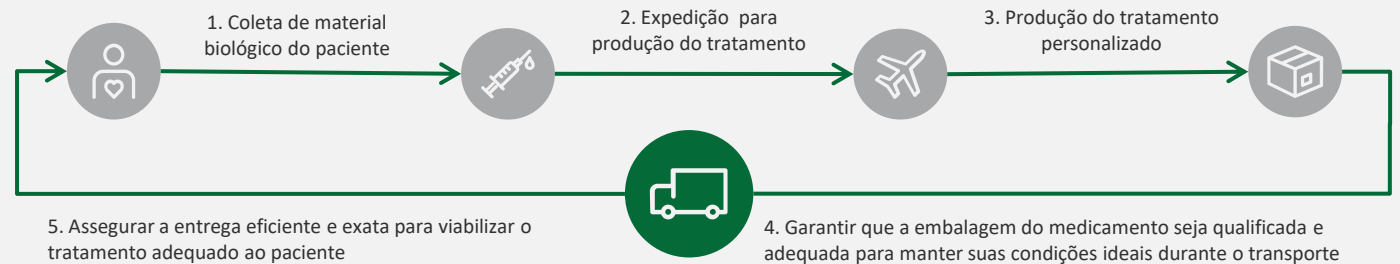 1. Coleta de material
biológico do paciente
2. Expedição para
produção do tratamento
3. Produção do tratamento
personalizado
4. Garantir que a embalagem do medicamento seja qualificada e
adequada para manter suas condições ideais durante o transporte
5. Assegurar a entrega eficiente e exata para viabilizar o
tratamento adequado ao paciente